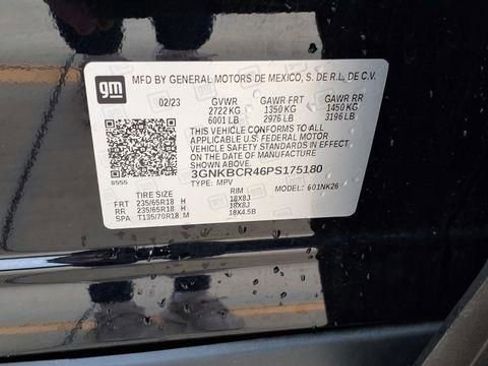 gm
MFD BY GENERAL MOTORS DE MEXICO, S. DE R.L. DE C.V.
02/23 GVWR GAWR FRT GAWR RR
2722 KG 1350 KG 1450 KG
6001 LB 2976 LB 3196 LB
THIS VEHICLE CONFORMS TO ALL
APPLICABLE U.S. FEDERAL MOTOR
VEHICLE SAFETY STANDARDS IN EFFECT
ON THE DATE OF MANUFACTURE SHOWN ABOVE.
3GNKBCR46PS175180
TYPE: MPV MODEL: 601NK26
TIRE SIZE RIM
FRT 235/65R18 H 18X8J
RR 235/65R18 H 18X8J
SPA T135/70R18 M 18X4.5B